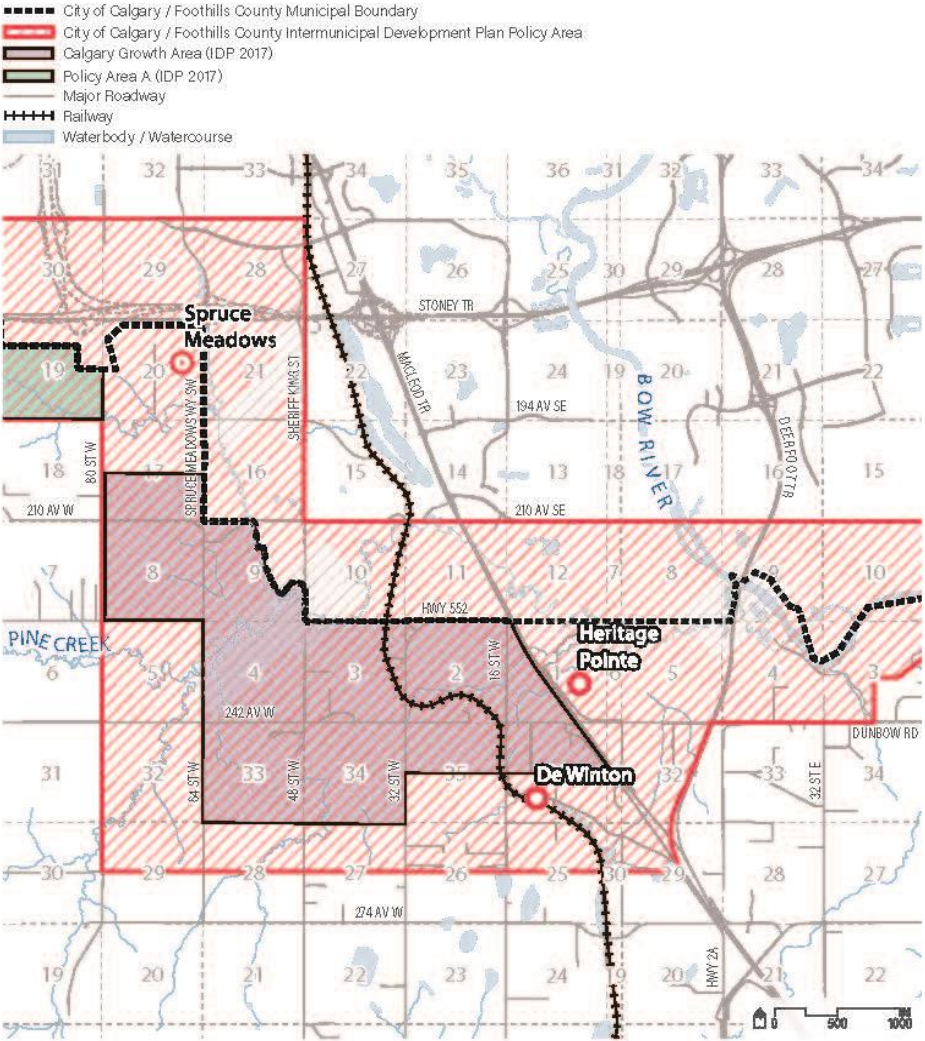 City of Calgary / Foothills County Municipal Boundary
City of Calgary / Foothills County Intermunicipal Development Plan Policy Area
Calgary Growth Area (IDP 2017)
Policy Area A (IDP 2017)
Major Roadway
Railway
Waterbody / Watercourse
31 32 33 34 35 36 31 33 34
30 29 28 27 26 25 30 29 28 27
STONEY TR
Spruce
Meadows
19 20 21 22 23 24 19 20
SHERIFF KING ST
MACLEOD TR
SPRUCE MEADOWS WY SW
194 AV SE
BOW RIVER
DEERFOOT TR
80 ST W
18 17 16 15 14 13 18 17 16 15
210 AV W
210 AV SE
7 8 9 10 11 12 7 8 9 10
HWY 552
PINE CREEK
Heritage
Pointe
6 5 4 3 2 5 4 3
16 ST W
242 AV W
DUNBOW RD
31 32 33 34 35 32 33 34
64 ST W
48 ST W
32 ST W
De Winton
32 ST E
30 29 28 27 26 25 30 29 28 27
274 AV W
HWY 2A
19 20 21 22 23 24 19 20 21 22
0 500 1000